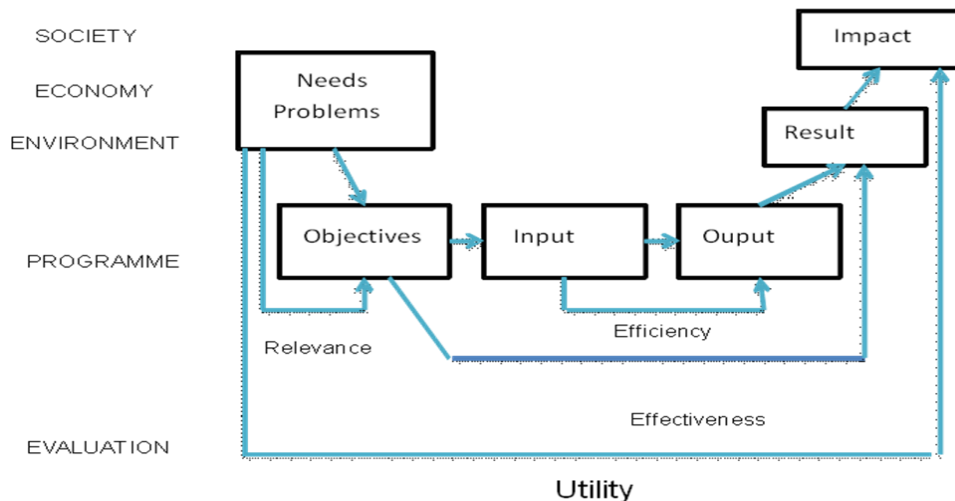 SOCIETY
Impact
Needs
Problems
ECONOMY
ENVIRONMENT
Result
Objectives
Input
Ouput
PROGRAMME
Efficiency
Relevance
Effectiveness
EVALUATION
Utility